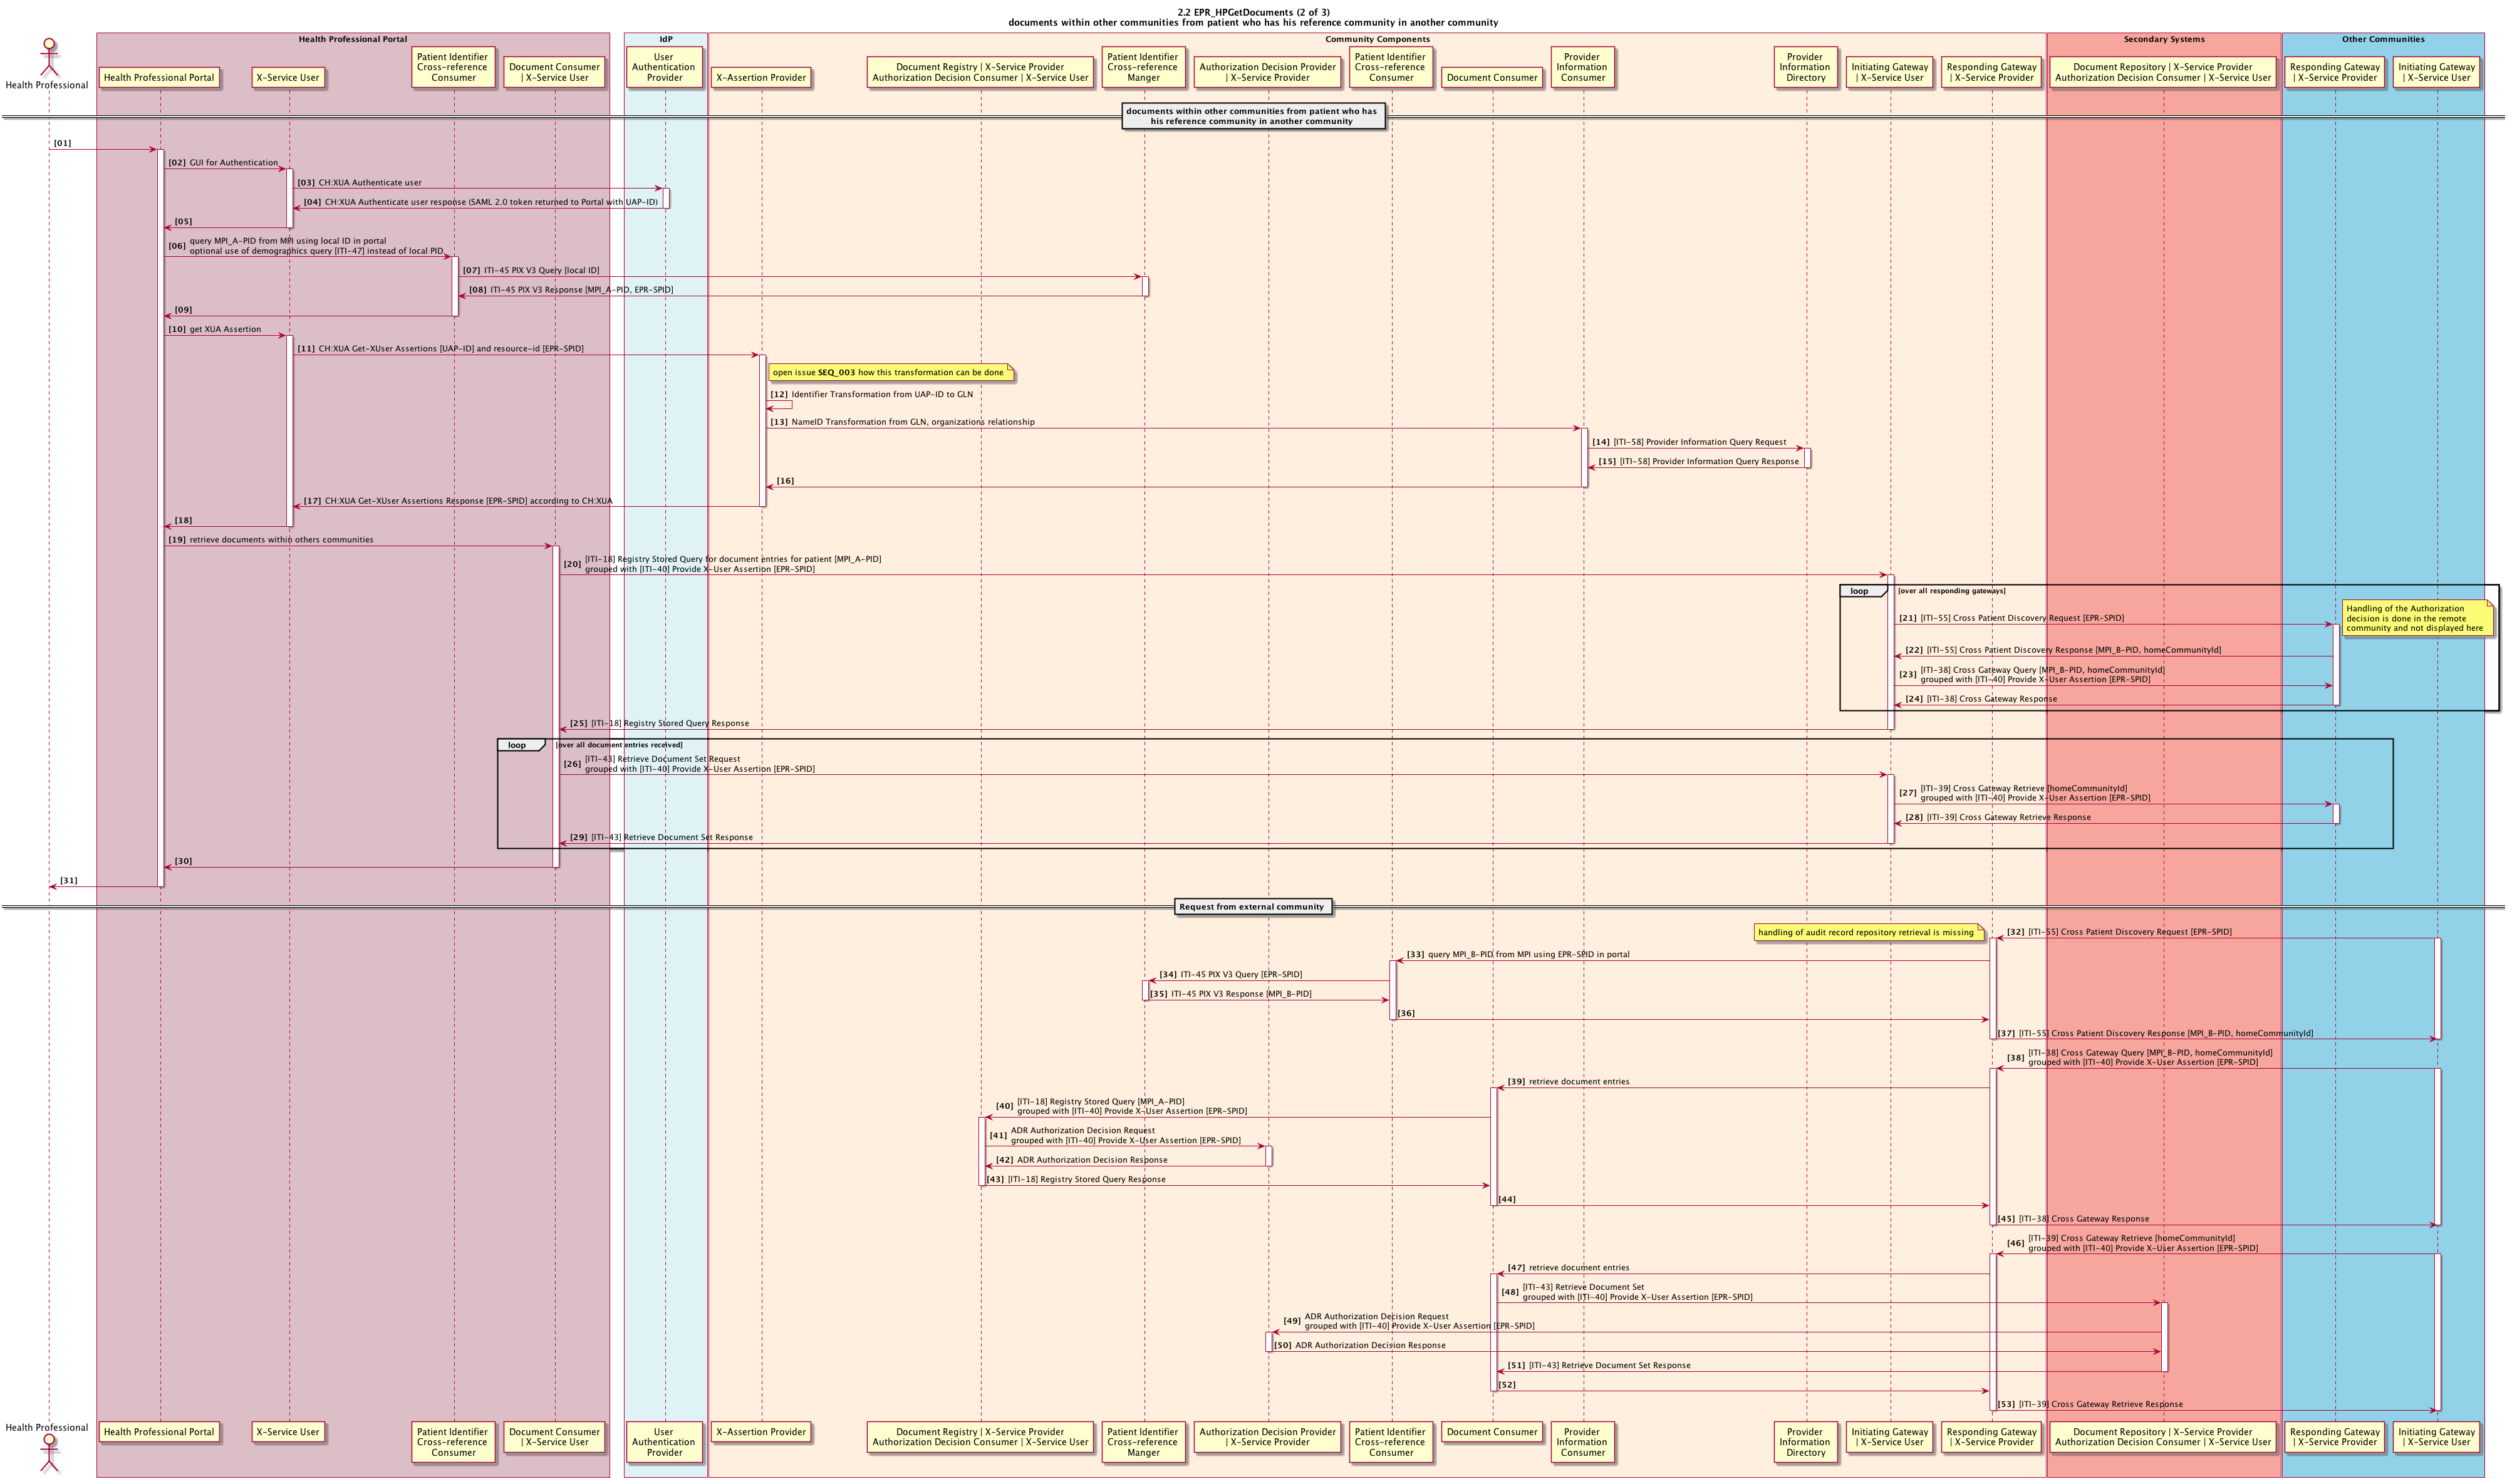 2.2 EPR_HPGetDocuments (2 of 3)
documents within other communities from patient who has his reference community in another community
Health Professional Portal
IdP
Community Components
Secondary Systems
Other Communities
Health Professional
Health Professional Portal
X-Service User
Patient Identifier
Cross-reference
Consumer
Document Consumer
| X-Service User
User
Authentication
Provider
X-Assertion Provider
Document Registry | X-Service Provider
Authorization Decision Consumer | X-Service User
Patient Identifier
Cross-reference
Manger
Authorization Decision Provider
| X-Service Provider
Patient Identifier
Cross-reference
Consumer
Document Consumer
Provider
Information
Consumer
Provider
Information
Directory
Initiating Gateway
| X-Service User
Responding Gateway
| X-Service Provider
Document Repository | X-Service Provider
Authorization Decision Consumer | X-Service User
Responding Gateway
| X-Service Provider
Initiating Gateway
| X-Service User
documents within other communities from patient who has
his reference community in another community
[01]
[02] GUI for Authentication
[03] CH:XUA Authenticate user
[04] CH:XUA Authenticate user response (SAML 2.0 token returned to Portal with UAP-ID)
[05]
[06] query MPI_A-PID from MPI using local ID in portal
optional use of demographics query [ITI-47] instead of local PID
[07] ITI-45 PIX V3 Query [local ID]
[08] ITI-45 PIX V3 Response [MPI_A-PID, EPR-SPID]
[09]
[10] get XUA Assertion
[11] CH:XUA Get-XUser Assertions [UAP-ID] and resource-id [EPR-SPID]
open issue SEQ_003 how this transformation can be done
[12] Identifier Transformation from UAP-ID to GLN
[13] NameID Transformation from GLN, organizations relationship
[14] [ITI-58] Provider Information Query Request
[15] [ITI-58] Provider Information Query Response
[16]
[17] CH:XUA Get-XUser Assertions Response [EPR-SPID] according to CH:XUA
[18]
[19] retrieve documents within others communities
[20] [ITI-18] Registry Stored Query for document entries for patient [MPI_A-PID]
grouped with [ITI-40] Provide X-User Assertion [EPR-SPID]
loop [over all responding gateways]
Handling of the Authorization
decision is done in the remote
community and not displayed here
[21] [ITI-55] Cross Patient Discovery Request [EPR-SPID]
[22] [ITI-55] Cross Patient Discovery Response [MPI_B-PID, homeCommunityId]
[23] [ITI-38] Cross Gateway Query [MPI_B-PID, homeCommunityId]
grouped with [ITI-40] Provide X-User Assertion [EPR-SPID]
[24] [ITI-38] Cross Gateway Response
[25] [ITI-18] Registry Stored Query Response
loop [over all document entries received]
[26] [ITI-43] Retrieve Document Set Request
grouped with [ITI-40] Provide X-User Assertion [EPR-SPID]
[27] [ITI-39] Cross Gateway Retrieve [homeCommunityId]
grouped with [ITI-40] Provide X-User Assertion [EPR-SPID]
[28] [ITI-39] Cross Gateway Retrieve Response
[29] [ITI-43] Retrieve Document Set Response
[30]
[31]
Request from external community
handling of audit record repository retrieval is missing
[32] [ITI-55] Cross Patient Discovery Request [EPR-SPID]
[33] query MPI_B-PID from MPI using EPR-SPID in portal
[34] ITI-45 PIX V3 Query [EPR-SPID]
[35] ITI-45 PIX V3 Response [MPI_B-PID]
[36]
[37] [ITI-55] Cross Patient Discovery Response [MPI_B-PID, homeCommunityId]
[38] [ITI-38] Cross Gateway Query [MPI_B-PID, homeCommunityId]
grouped with [ITI-40] Provide X-User Assertion [EPR-SPID]
[39] retrieve document entries
[40] [ITI-18] Registry Stored Query [MPI_A-PID]
grouped with [ITI-40] Provide X-User Assertion [EPR-SPID]
[41] ADR Authorization Decision Request
grouped with [ITI-40] Provide X-User Assertion [EPR-SPID]
[42] ADR Authorization Decision Response
[43] [ITI-18] Registry Stored Query Response
[44]
[45] [ITI-38] Cross Gateway Response
[46] [ITI-39] Cross Gateway Retrieve [homeCommunityId]
grouped with [ITI-40] Provide X-User Assertion [EPR-SPID]
[47] retrieve document entries
[48] [ITI-43] Retrieve Document Set
grouped with [ITI-40] Provide X-User Assertion [EPR-SPID]
[49] ADR Authorization Decision Request
grouped with [ITI-40] Provide X-User Assertion [EPR-SPID]
[50] ADR Authorization Decision Response
[51] [ITI-43] Retrieve Document Set Response
[52]
[53] [ITI-39] Cross Gateway Retrieve Response
Health Professional
Health Professional Portal
X-Service User
Patient Identifier
Cross-reference
Consumer
Document Consumer
| X-Service User
User
Authentication
Provider
X-Assertion Provider
Document Registry | X-Service Provider
Authorization Decision Consumer | X-Service User
Patient Identifier
Cross-reference
Manger
Authorization Decision Provider
| X-Service Provider
Patient Identifier
Cross-reference
Consumer
Document Consumer
Provider
Information
Consumer
Provider
Information
Directory
Initiating Gateway
| X-Service User
Responding Gateway
| X-Service Provider
Document Repository | X-Service Provider
Authorization Decision Consumer | X-Service User
Responding Gateway
| X-Service Provider
Initiating Gateway
| X-Service User